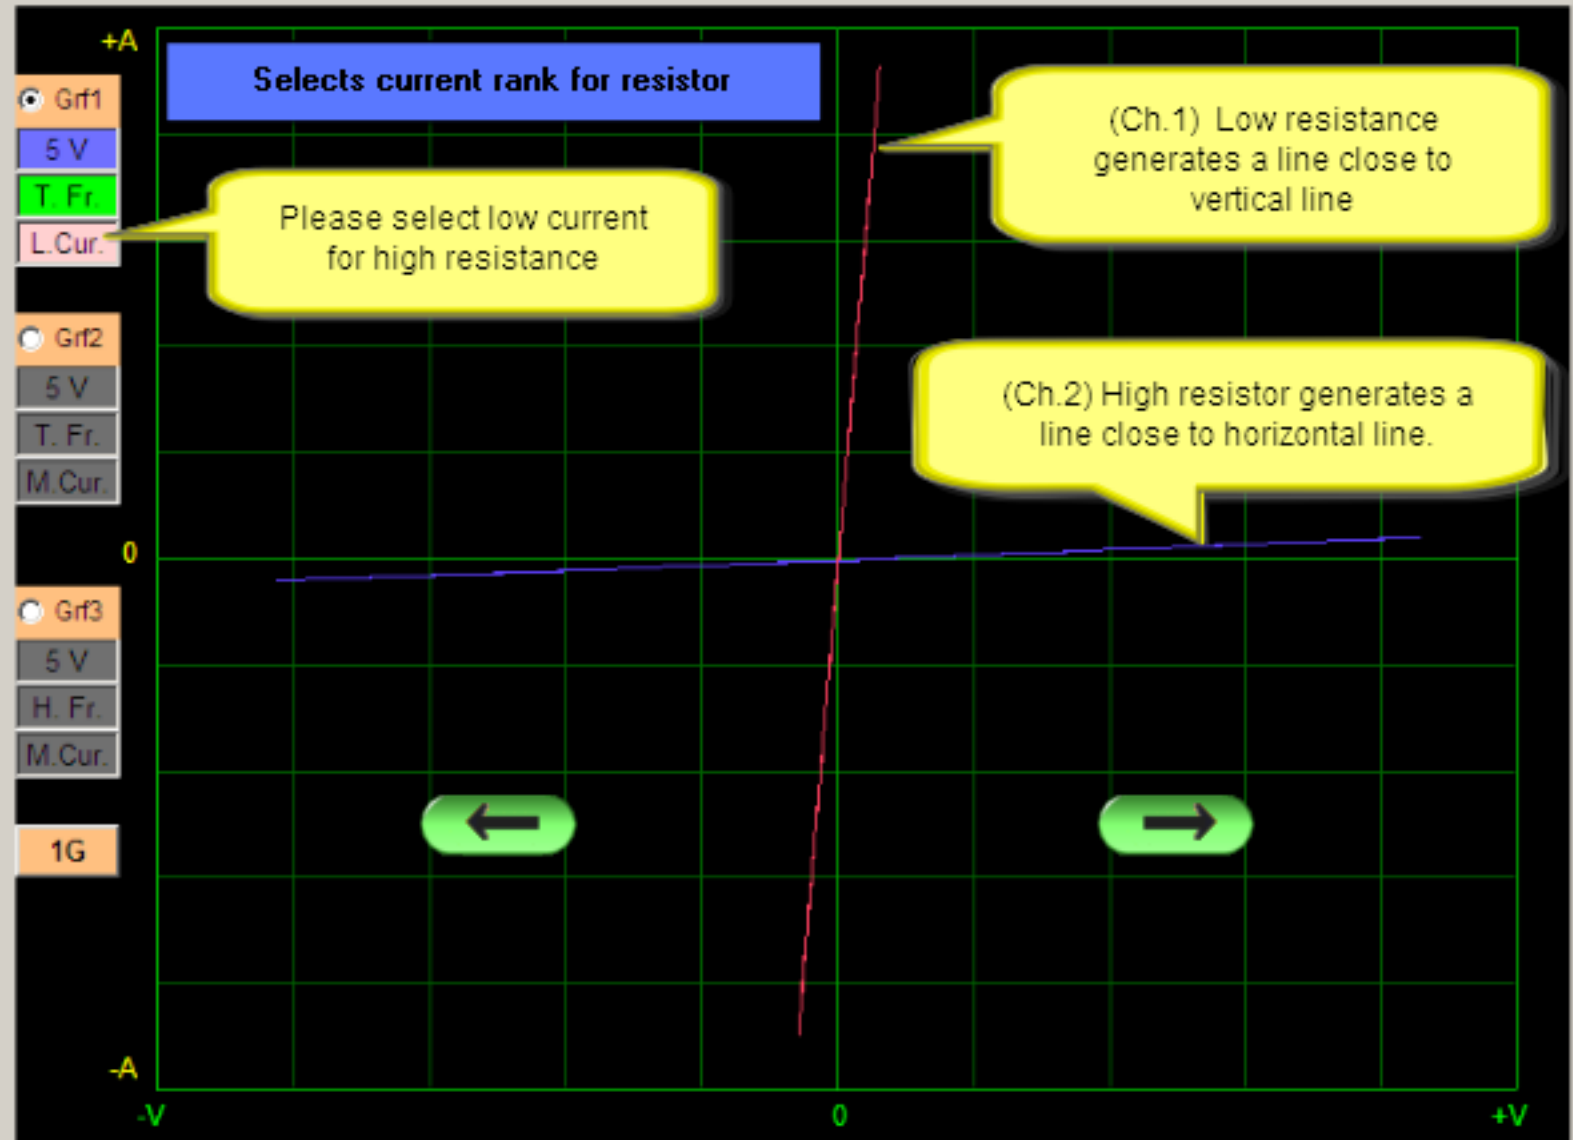 +A
Selects current rank for resistor
Grf1
5 V
T. Fr.
L.Cur.
(Ch.1) Low resistance
generates a line close to
vertical line
Please select low current
for high resistance
Grf2
5 V
T. Fr.
M.Cur.
(Ch.2) High resistor generates a
line close to horizontal line.
0
Grf3
5 V
H. Fr.
M.Cur.
1G
-A
-V
0
+V